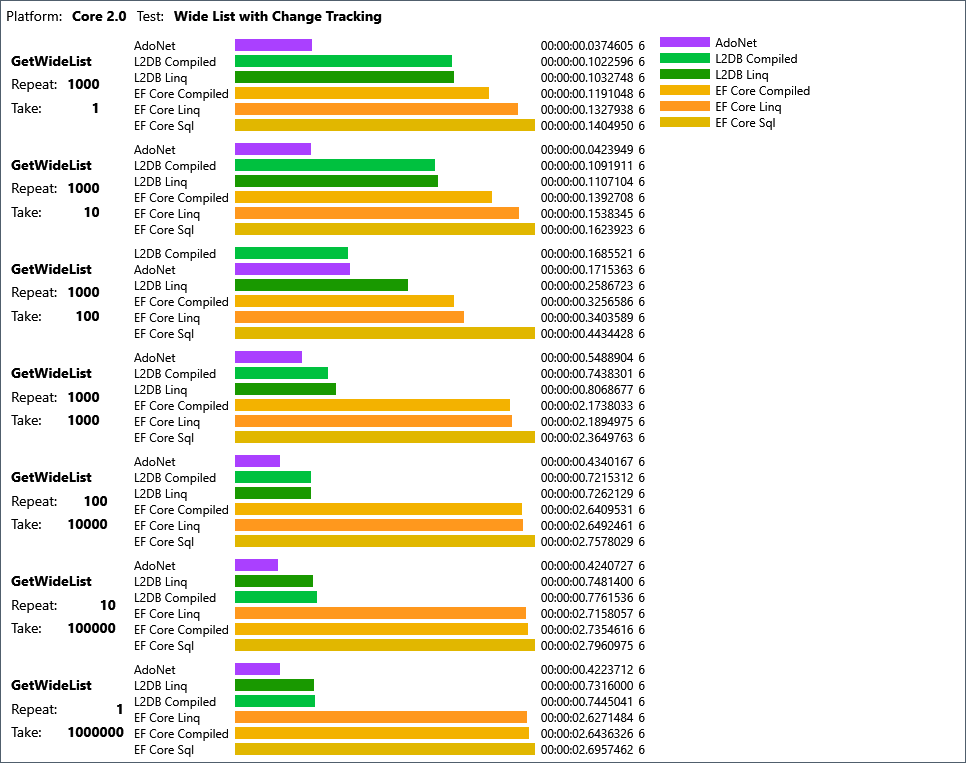 Platform: Core 2.0 Test: Wide List with Change Tracking
AdoNet 00:00:00.0374605 6
L2DB Compiled 00:00:00.1022596 6
L2DB Linq 00:00:00.1032748 6
EF Core Compiled 00:00:00.1191048 6
EF Core Linq 00:00:00.1327938 6
EF Core Sql 00:00:00.1404950 6
GetWideList
Repeat: 1000
Take: 1
AdoNet
L2DB Compiled
L2DB Linq
EF Core Compiled
EF Core Linq
EF Core Sql
AdoNet 00:00:00.0423949 6
L2DB Compiled 00:00:00.1091911 6
L2DB Linq 00:00:00.1107104 6
EF Core Compiled 00:00:00.1392708 6
EF Core Linq 00:00:00.1538345 6
EF Core Sql 00:00:00.1623923 6
GetWideList
Repeat: 1000
Take: 10
L2DB Compiled 00:00:00.1685521 6
AdoNet 00:00:00.1715363 6
L2DB Linq 00:00:00.2586723 6
EF Core Compiled 00:00:00.3256586 6
EF Core Linq 00:00:00.3403589 6
EF Core Sql 00:00:00.4434428 6
GetWideList
Repeat: 1000
Take: 100
AdoNet 00:00:00.5488904 6
L2DB Compiled 00:00:00.7438301 6
L2DB Linq 00:00:00.8068677 6
EF Core Compiled 00:00:02.1738033 6
EF Core Linq 00:00:02.1894975 6
EF Core Sql 00:00:02.3649763 6
GetWideList
Repeat: 1000
Take: 1000
AdoNet 00:00:00.4340167 6
L2DB Compiled 00:00:00.7215312 6
L2DB Linq 00:00:00.7262129 6
EF Core Compiled 00:00:02.6409531 6
EF Core Linq 00:00:02.6492461 6
EF Core Sql 00:00:02.7578029 6
GetWideList
Repeat: 100
Take: 10000
AdoNet 00:00:00.4240727 6
L2DB Linq 00:00:00.7481400 6
L2DB Compiled 00:00:00.7761536 6
EF Core Linq 00:00:02.7158057 6
EF Core Compiled 00:00:02.7354616 6
EF Core Sql 00:00:02.7960975 6
GetWideList
Repeat: 10
Take: 100000
AdoNet 00:00:00.4223712 6
L2DB Linq 00:00:00.7316000 6
L2DB Compiled 00:00:00.7445041 6
EF Core Linq 00:00:02.6271484 6
EF Core Compiled 00:00:02.6436326 6
EF Core Sql 00:00:02.6957462 6
GetWideList
Repeat: 1
Take: 1000000